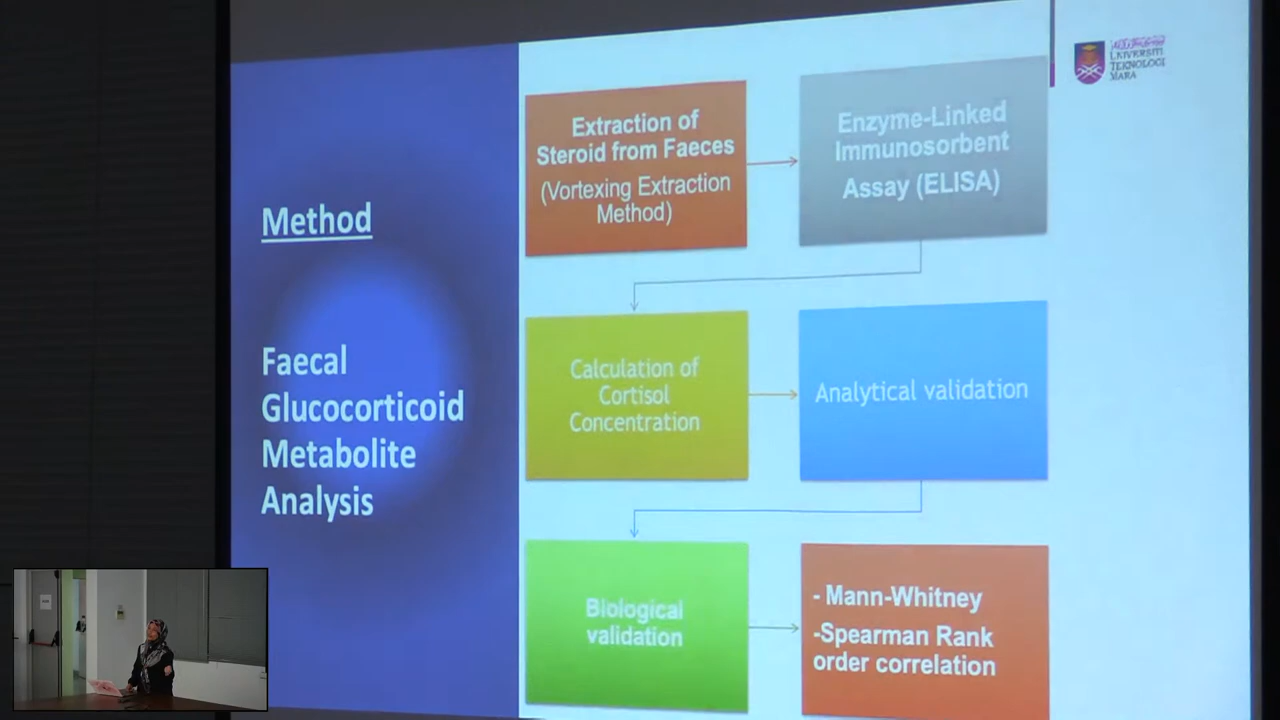 Method
Faecal
Glucocorticoid
Metabolite
Analysis
Extraction of
Steroid from Faeces
(Vortexing Extraction
Method)
Enzyme-Linked
Immunosorbent
Assay (ELISA)
Calculation of
Cortisol
Concentration
Analytical validation
Biological
validation
- Mann-Whitney
-Spearman Rank
order correlation
UNIVERSITI
TEKNOLOGI
MARA